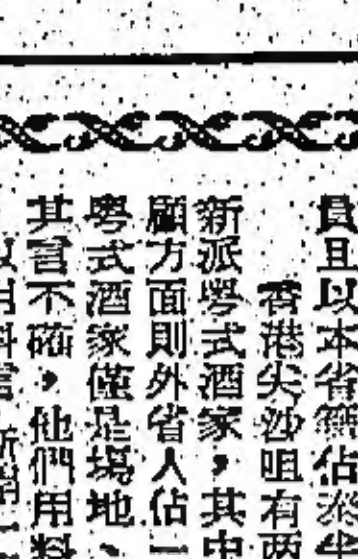 員且以本省籍佔
香港尖沙咀有兩
新派粤式酒家，其中
顧方面則外省人佔一
粤式酒家僅是場地、
其言不確，他們用料